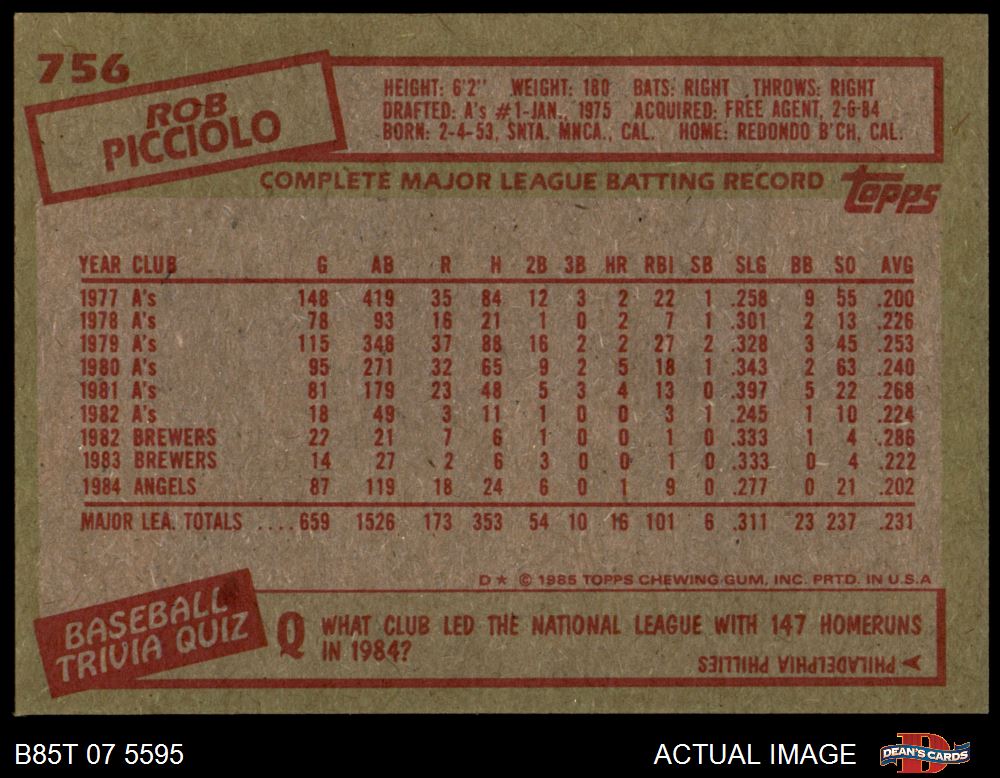 756
ROB
PICCIOLO
HEIGHT: 6'2" WEIGHT: 180 BATS: RIGHT THROWS: RIGHT
DRAFTED: A's #1-JAN., 1975 ACQUIRED: FREE AGENT, 2-6-84
BORN: 2-4-53, SNTA. MNCA., CAL. HOME: REDONDO B'CH, CAL.
COMPLETE MAJOR LEAGUE BATTING RECORD
TOPPS
YEAR CLUB G AB R H 2B 3B HR RBI SB SLG BB SO AVG
1977 A's 148 419 35 84 12 3 2 22 1 .258 9 55 .200
1978 A's 78 93 16 21 1 0 2 7 1 .301 2 13 .226
1979 A's 115 348 37 88 16 2 2 27 2 .328 3 45 .253
1980 A's 95 271 32 65 9 2 5 18 1 .343 2 63 .240
1981 A's 81 179 23 48 5 3 4 13 0 .397 5 22 .268
1982 A's 18 49 3 11 1 0 0 3 1 .245 1 10 .224
1982 BREWERS 22 21 7 6 1 0 0 1 0 .333 1 4 .286
1983 BREWERS 14 27 2 6 3 0 0 1 0 .333 0 4 .222
1984 ANGELS 87 119 18 24 6 0 1 9 0 .277 0 21 .202
MAJOR LEA. TOTALS ....659 1526 173 353 54 10 16 101 6 .311 23 237 .231
D★ © 1985 TOPPS CHEWING GUM, INC. PRTD. IN U.S.A
BASEBALL
TRIVIA QUIZ
Q WHAT CLUB LED THE NATIONAL LEAGUE WITH 147 HOMERUNS
IN 1984?
PHILADELPHIA PHILLIES
B85T 07 5595
ACTUAL IMAGE
DEAN'S CARDS